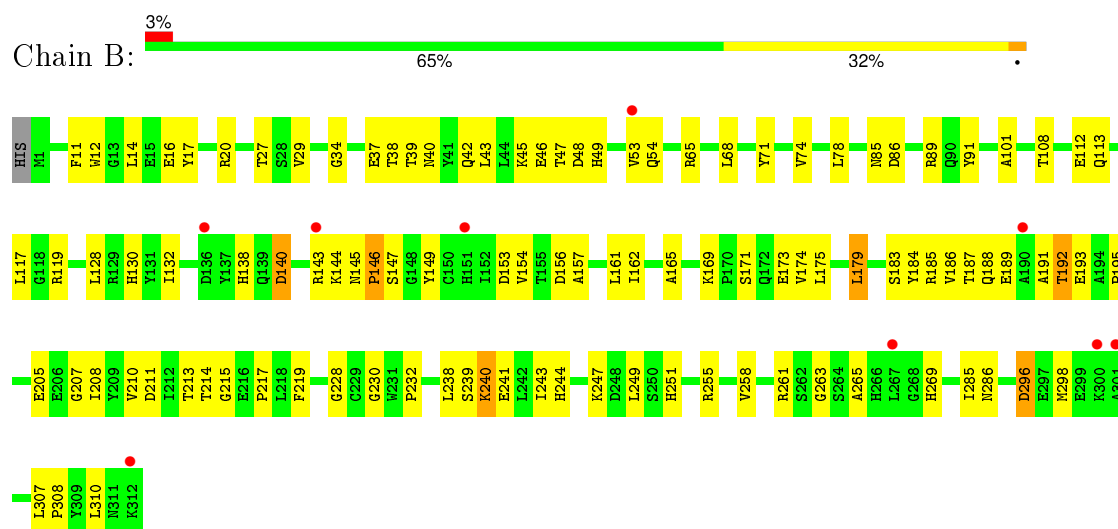 3%
Chain B:
65% 32% •
HIS M1 F11 W12 G13 L14 E15 E16 Y17 R20 T27 S28 V29 G34 E37 T38 T39 N40 Y41 Q42 L43 L44 K45 E46 T47 D48 H49 V53 Q54 R65 L68 Y71 V74 L78 N85 D86 R89 Q90 Y91 A101 T108 E112 Q113
L117 G118 R119 L128 R129 H130 Y131 I132 D136 Y137 H138 Q139 D140 R143 K144 N145 P146 S147 G148 Y149 C150 H151 I152 D153 V154 T155 D156 A157 L161 I162 A165 K169 P170 S171 Q172 E173 V174 L175 L179 S183 Y184 R185 V186 T187 Q188 E189 A190 A191 T192 E193 A194 P195
E205 E206 G207 I208 Y209 V210 D211 I212 T213 T214 G215 E216 P217 L218 F219 G228 C229 G230 W231 P232 L238 S239 K240 E241 L242 I243 H244 K247 D248 L249 S250 H251 R255 V258 R261 S262 G263 S264 A265 H266 L267 G268 H269 I285 N286 D296 E297 M298 E299 K300 A301
L307 P308 Y309 L310 N311 K312